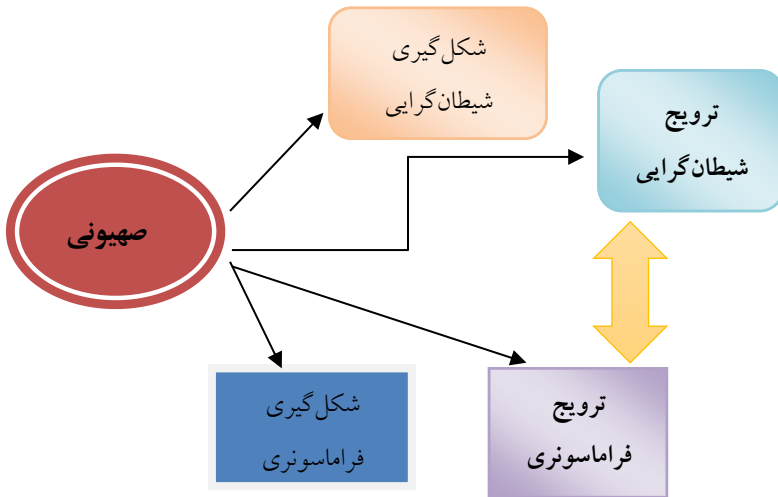 شکل‌گیری
شیطان‌گرایی
ترویج
شیطان‌گرایی
صهیونی
شکل‌گیری
فراماسونری
ترویج
فراماسونری